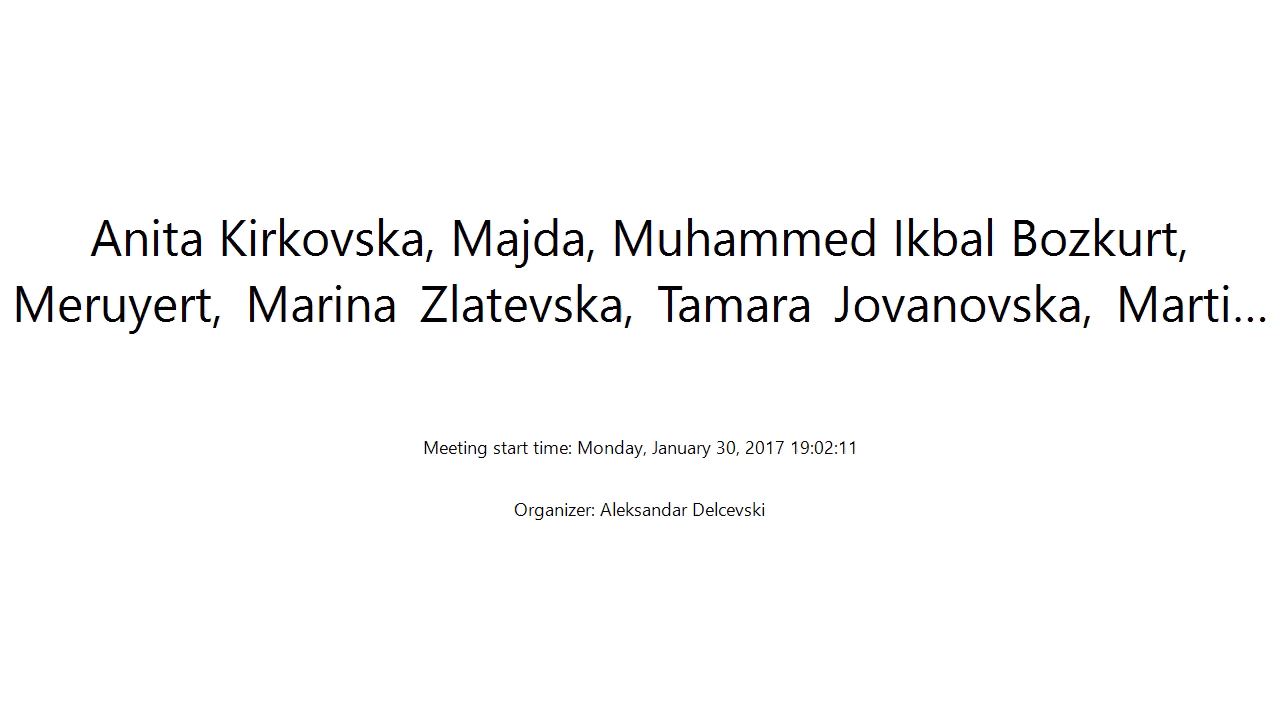 Anita Kirkovska, Majda, Muhammed Ikbal Bozkurt,
Meruyert, Marina Zlatevska, Tamara Jovanovska, Marti...
Meeting start time: Monday, January 30, 2017 19:02:11
Organizer: Aleksandar Delcevski